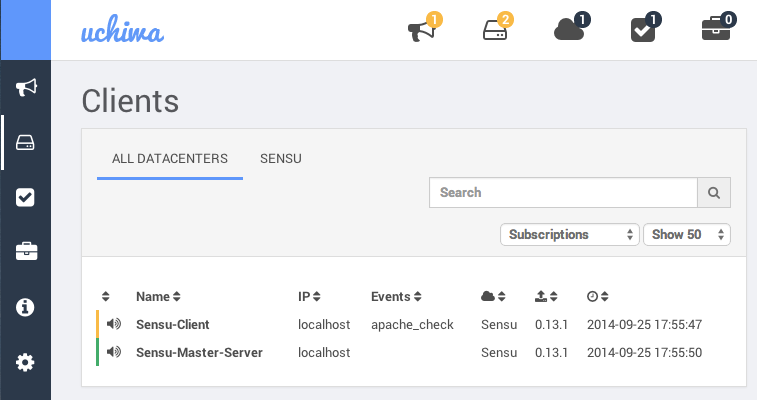 uchiwa 1 2 1 1 0
Clients
ALL DATACENTERS SENSU
Search
Subscriptions Show 50
Name IP Events
Sensu-Client localhost apache_check Sensu 0.13.1 2014-09-25 17:55:47
Sensu-Master-Server localhost Sensu 0.13.1 2014-09-25 17:55:50